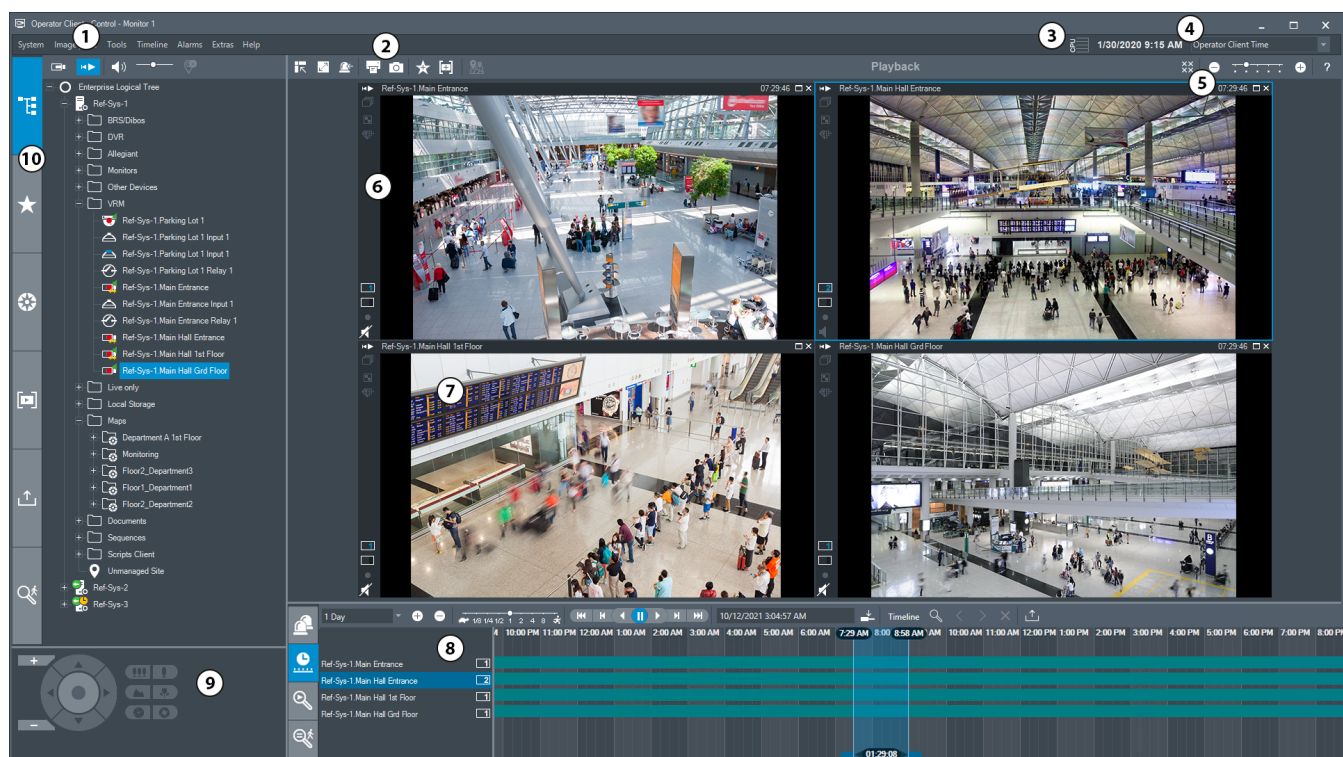 Operator Client - Control - Monitor 1
1
2
3
4
System Image Tools Timeline Alarms Extras Help
1/30/2020 9:15 AM Operator Client Time
Playback
?
5
Enterprise Logical Tree
Ref-Sys-1
BRS/Dibos
DVR
Allegiant
Monitors
Other Devices
VRM
Ref-Sys-1.Parking Lot 1
Ref-Sys-1.Parking Lot 1 Input 1
Ref-Sys-1.Parking Lot 1 Input 1
Ref-Sys-1.Parking Lot 1 Relay 1
Ref-Sys-1.Main Entrance
Ref-Sys-1.Main Entrance Input 1
Ref-Sys-1.Main Entrance Relay 1
Ref-Sys-1.Main Hall Entrance
Ref-Sys-1.Main Hall 1st Floor
Ref-Sys-1.Main Hall Grd Floor
Live only
Local Storage
Maps
Department A 1st Floor
Monitoring
Floor2_Department3
Floor1_Department1
Floor2_Department2
Documents
Sequences
Scripts Client
Unmanaged Site
Ref-Sys-2
Ref-Sys-3
10
Ref-Sys-1.Main Entrance 07:29:46
6
1
Ref-Sys-1.Main Hall Entrance 07:29:46
2
Ref-Sys-1.Main Hall 1st Floor
7
1
Ref-Sys-1.Main Hall Grd Floor 07:29:46
B
1
9
1 Day 1/8 1/4 1/2 1 2 4 8 10/12/2021 3:04:57 AM Timeline
4 10:00 PM 11:00 PM 12:00 AM 1:00 AM 2:00 AM 3:00 AM 4:00 AM 5:00 AM 6:00 AM 7:29 AM 8:00 8:58 AM AM 10:00 AM 11:00 AM 12:00 PM 1:00 PM 2:00 PM 3:00 PM 4:00 PM 5:00 PM 6:00 PM 7:00 PM 8:00 P
8
Ref-Sys-1.Main Entrance 1
Ref-Sys-1.Main Hall Entrance 2
Ref-Sys-1.Main Hall 1st Floor 1
Ref-Sys-1.Main Hall Grd Floor 1
01:29:08